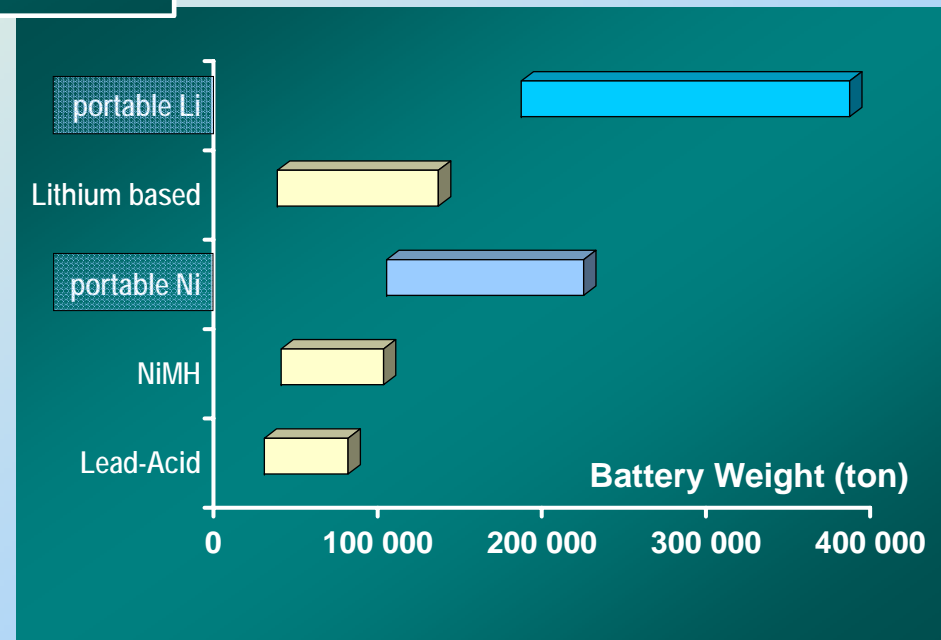 portable Li
Lithium based
portable Ni
NiMH
Lead-Acid
Battery Weight (ton)
0 100 000 200 000 300 000 400 000